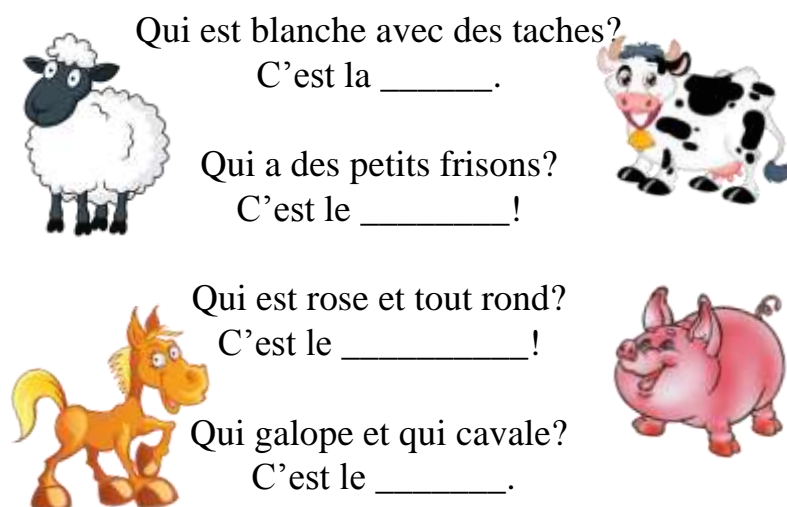 Qui est blanche avec des taches?
C’est la ______.
Qui a des petits frisons?
C’est le ________!
Qui est rose et tout rond?
C’est le __________!
Qui galope et qui cavale?
C’est le _______.